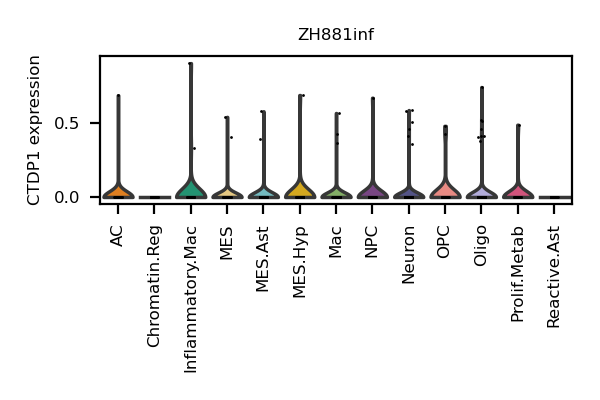 ZH881inf
CTDP1 expression
0.5
0.0
AC
Chromatin.Reg
Inflammatory.Mac
MES
MES.Ast
MES.Hyp
Mac
NPC
Neuron
OPC
Oligo
Prolif.Metab
Reactive.Ast